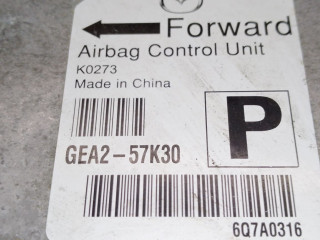 Forward
Airbag Control Unit
K0273
Made in China
GEA2-57K30
P
6Q7A0316